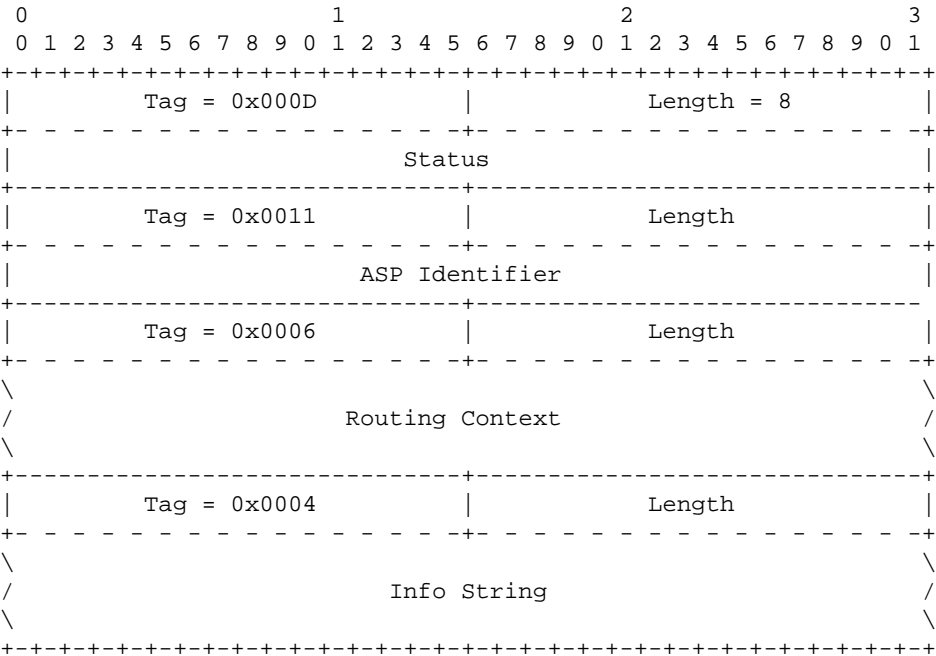 0                   1                   2                   3
 0 1 2 3 4 5 6 7 8 9 0 1 2 3 4 5 6 7 8 9 0 1 2 3 4 5 6 7 8 9 0 1
+-+-+-+-+-+-+-+-+-+-+-+-+-+-+-+-+-+-+-+-+-+-+-+-+-+-+-+-+-+-+-+-+
|         Tag = 0x000D          |            Length = 8         |
+- - - - - - - - - - - - - - - -+- - - - - - - - - - - - - - - -+
|                           Status                              |
+-------------------------------+-------------------------------+
|         Tag = 0x0011          |            Length             |
+- - - - - - - - - - - - - - - -+- - - - - - - - - - - - - - - -+
|                        ASP Identifier                         |
+-------------------------------+-------------------------------
|         Tag = 0x0006          |            Length             |
+- - - - - - - - - - - - - - - -+- - - - - - - - - - - - - - - -+
\                                                               \
/                       Routing Context                         /
\                                                               \
+-------------------------------+-------------------------------+
|         Tag = 0x0004          |            Length             |
+- - - - - - - - - - - - - - - -+- - - - - - - - - - - - - - - -+
\                                                               \
/                          Info String                          /
\                                                               \
+-+-+-+-+-+-+-+-+-+-+-+-+-+-+-+-+-+-+-+-+-+-+-+-+-+-+-+-+-+-+-+-+